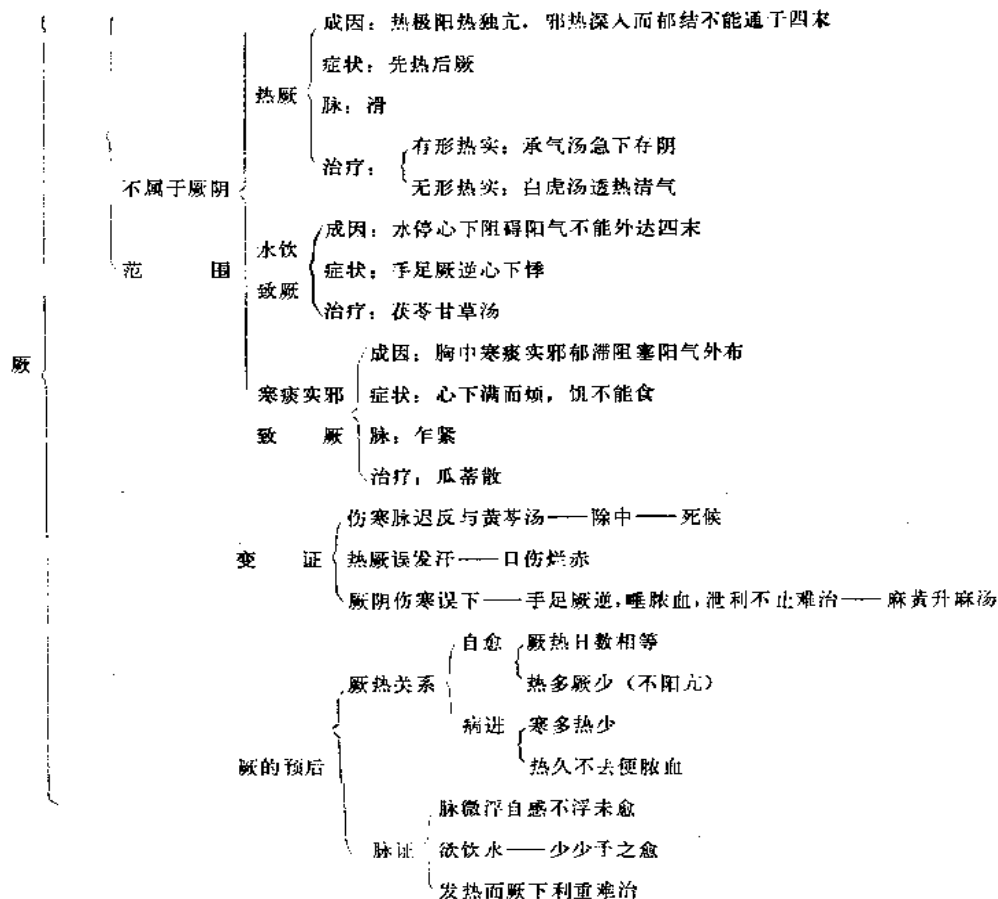 成因：热极阳热独亢．邪热深入而郁结不能通于四末
症状：先热后厥
热厥
脉：滑
有形热实：承气汤急下存阴
治疗：
无形热实：白虎汤透热清气
不属于厥阴
成因：水停心下阻碍阳气不能外达四末
水饮
范 围
症状：手足厥逆心下悸
致厥
治疗：茯苓甘草汤
厥
成因：胸中寒痰实邪郁滞阻塞阳气外布
寒痰实邪
症状：心下满而烦，饥不能食
致 厥
脉：乍紧
治疗：瓜蒂散
伤寒脉迟反与黄芩汤——除中——死候
变 证
热厥误发汗——口伤烂赤
厥阴伤寒误下——手足厥逆，唾脓血，泄利不止难治——麻黄升麻汤
自愈
厥热日数相等
厥热关系
热多厥少（不阳亢）
病进
寒多热少
厥的预后
热久不去便脓血
脉微浮自感不浮未愈
脉证
欲饮水——少少予之愈
发热而厥下利重难治